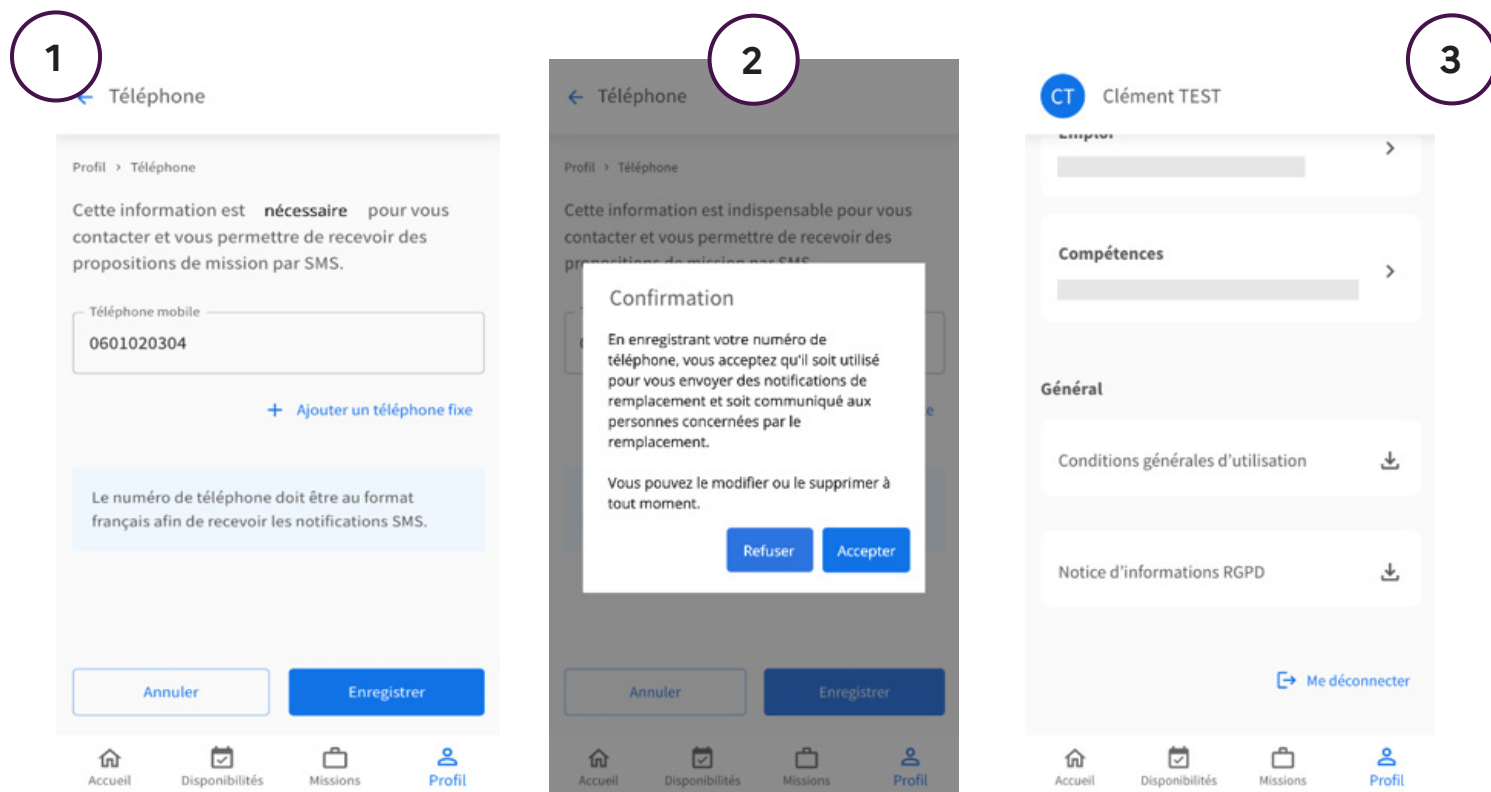 1
Téléphone
Profil > Téléphone
Cette information est nécessaire pour vous
contacter et vous permettre de recevoir des
propositions de mission par SMS.
Téléphone mobile
0601020304
+ Ajouter un téléphone fixe
Le numéro de téléphone doit être au format
français afin de recevoir les notifications SMS.
Annuler
Enregistrer
Accueil
Disponibilités
Missions
Profil
2
Téléphone
Profil > Téléphone
Cette information est indispensable pour vous
contacter et vous permettre de recevoir des
propositions de mission par SMS
Confirmation
En enregistrant votre numéro de
téléphone, vous acceptez qu'il soit utilisé
pour vous envoyer des notifications de
remplacement et soit communiqué aux
personnes concernées par le
remplacement.
Vous pouvez le modifier ou le supprimer à
tout moment.
Refuser
Accepter
Annuler
Enregistrer
Accueil
Disponibilités
Missions
Profil
3
CT
Clément TEST
Emploi
Compétences
Général
Conditions générales d'utilisation
Notice d'informations RGPD
Me déconnecter
Accueil
Disponibilités
Missions
Profil